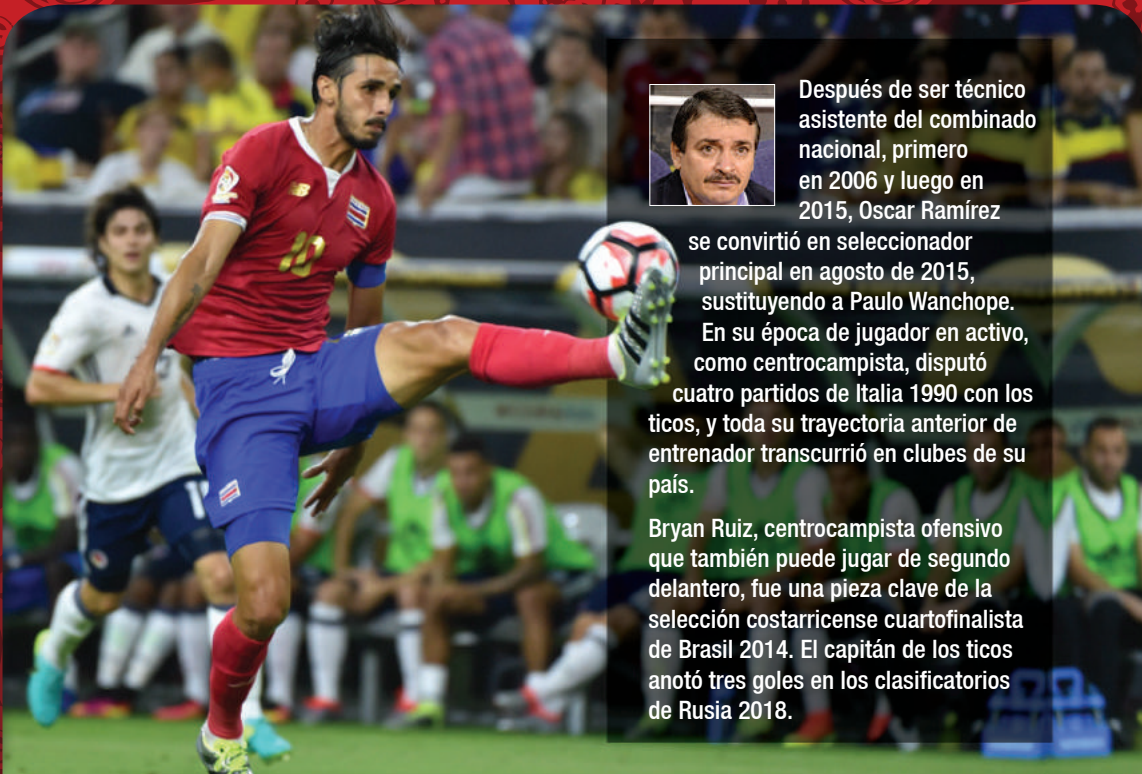 Después de ser técnico
asistente del combinado
nacional, primero
en 2006 y luego en
2015, Oscar Ramírez
se convirtió en seleccionador
principal en agosto de 2015,
sustituyendo a Paulo Wanchope.
En su época de jugador en activo,
como centrocampista, disputó
cuatro partidos de Italia 1990 con los
ticos, y toda su trayectoria anterior de
entrenador transcurrió en clubes de su
país.
Bryan Ruiz, centrocampista ofensivo
que también puede jugar de segundo
delantero, fue una pieza clave de la
selección costarricense cuartofinalista
de Brasil 2014. El capitán de los ticos
anotó tres goles en los clasificatorios
de Rusia 2018.
10